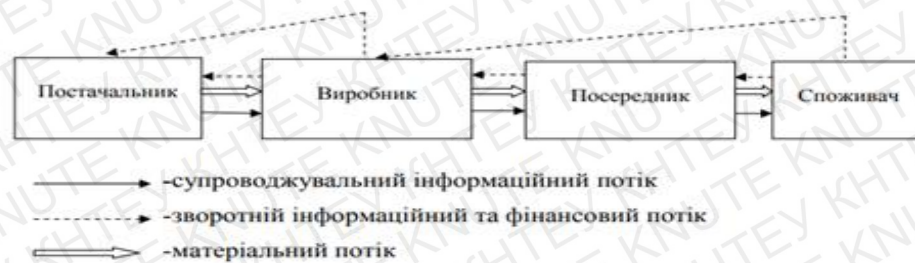 Постачальник
Виробник
Посередник
Споживач
-супроводжувальний інформаційний потік
-зворотній інформаційний та фінансовий потік
-матеріальний потік